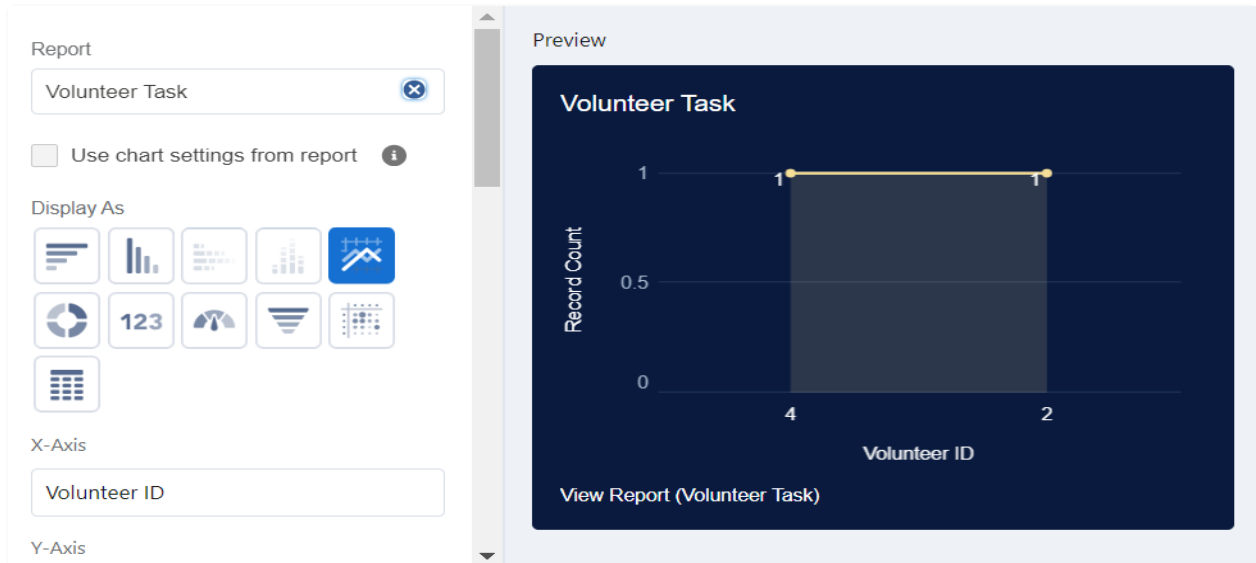 Report
Volunteer Task
Use chart settings from report
Display As
123
X-Axis
Volunteer ID
Y-Axis
Preview
Volunteer Task
1
0.5
0
Record Count
1
1
4
2
Volunteer ID
View Report (Volunteer Task)